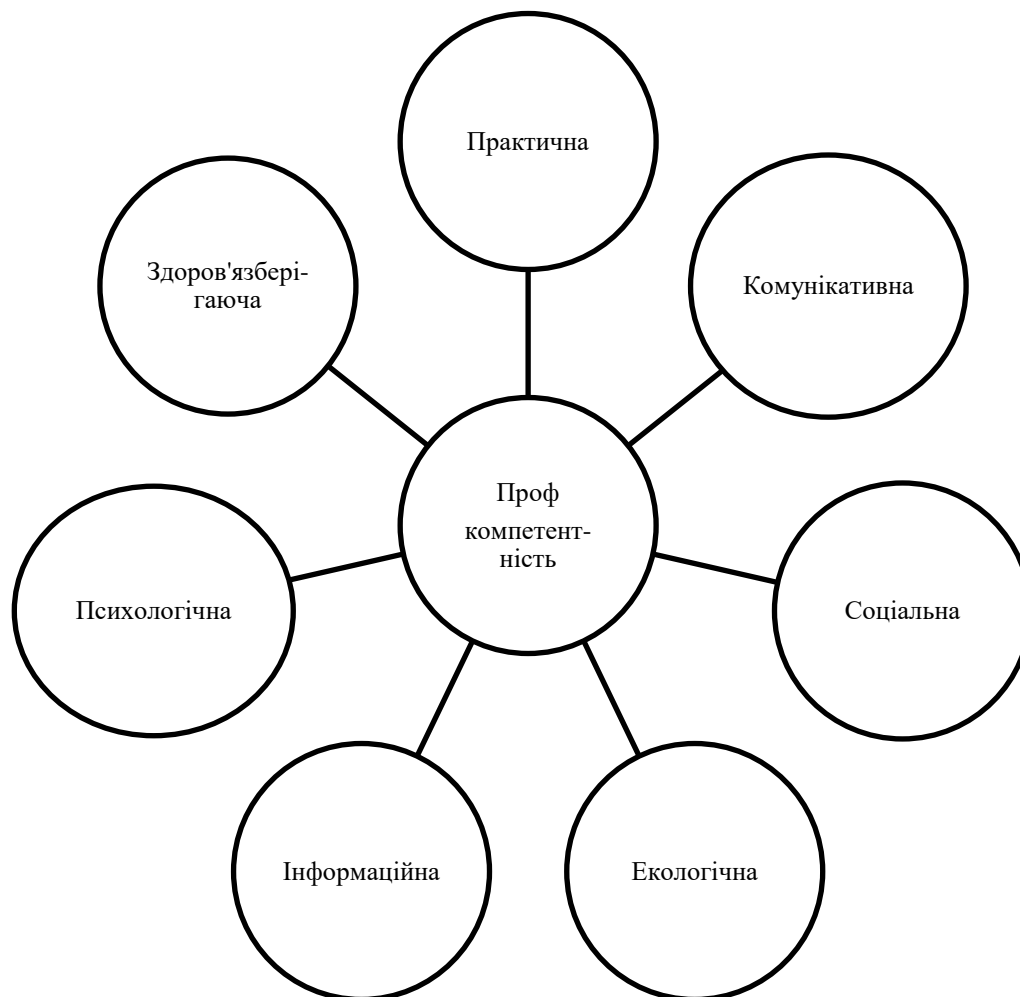 Практична
Здоров'язбері-
гаюча
Комунікативна
Проф
компетент-
ність
Психологічна
Соціальна
Інформаційна
Екологічна